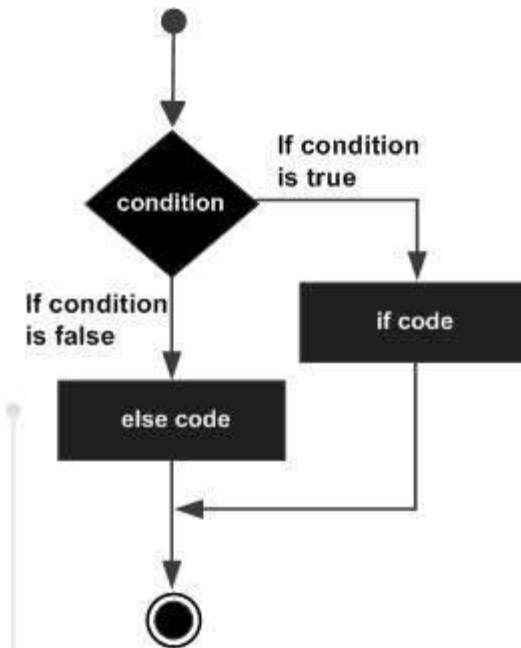 If condition
is true
condition
If condition
is false
if code
else code